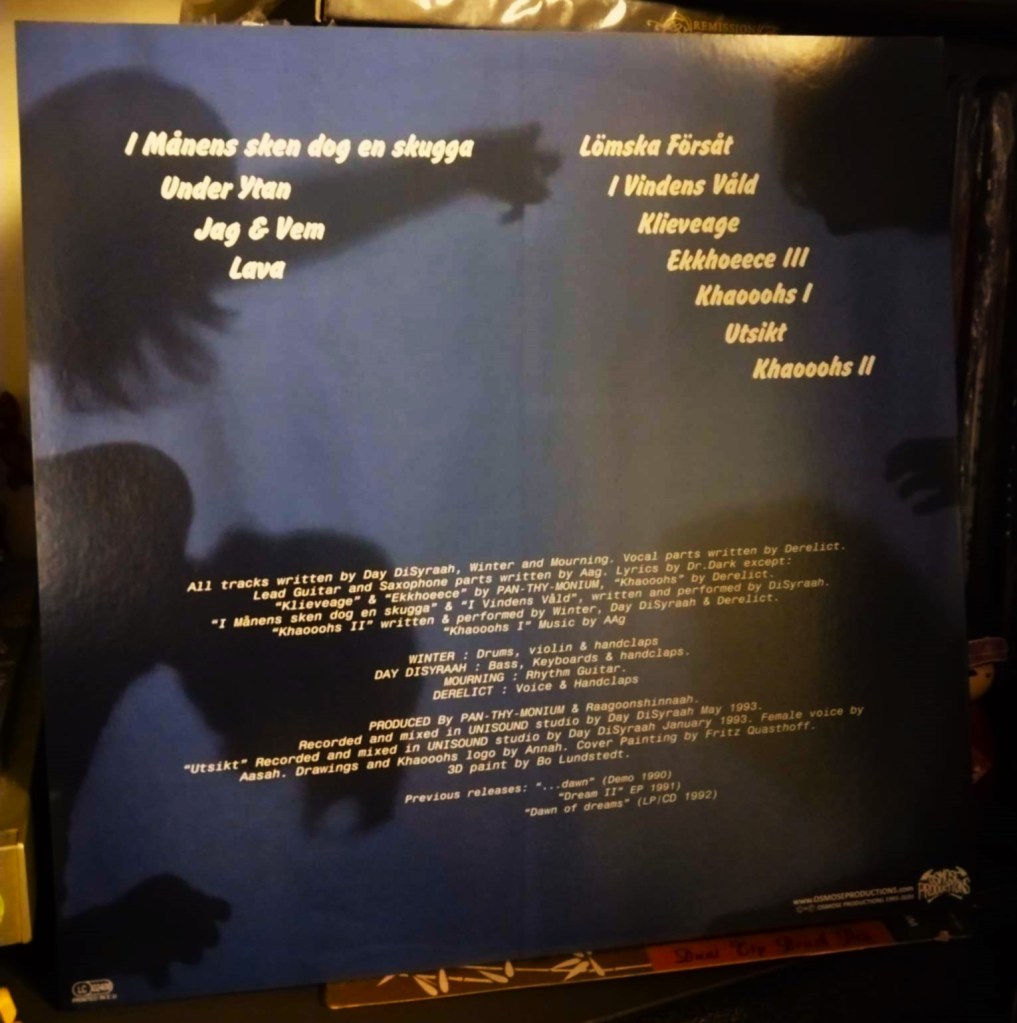 REMISSION
I Månens sken dog en skugga
Under Ytan
Jag & Vem
Lava
Lömska Försåt
I Vindens Våld
Klieveage
Ekkhoeece III
Khaooohs I
Utsikt
Khaooohs II
All tracks written by Day DiSyraah, Winter and Mourning. Vocal parts written by Derelict.
Lead Guitar and Saxophone parts written by Aag. Lyrics by Dr.Dark except:
"Klieveage" & "Ekkhoeece" by PAN-THY-MONIUM, "Khaooohs" by Derelict.
"I Månens sken dog en skugga" & "I Vindens Våld", written and performed by DiSyraah.
"Khaooohs II" written & performed by Winter, Day DiSyraah & Derelict.
"Khaooohs I" Music by AAg
WINTER : Drums, violin & handclaps
DAY DISYRAAH : Bass, Keyboards & handclaps.
MOURNING : Rhythm Guitar.
DERELICT : Voice & Handclaps
PRODUCED By PAN-THY-MONIUM & Raagoonshinnaah.
Recorded and mixed in UNISOUND studio by Day DiSyraah May 1993.
"Utsikt" Recorded and mixed in UNISOUND studio by Day DiSyraah January 1993. Female voice by
Aasah. Drawings and Khaooohs logo by Annah. Cover Painting by Fritz Quasthoff.
3D paint by Bo Lundstedt.
Previous releases: "...dawn" (Demo 1990)
"Dream II" EP 1991)
"Dawn of dreams" (LP/CD 1992)
www.OSMOSEPRODUCTIONS.com
OSMOSE PRODUCTIONS
OSMOSE
PRODUCTIONS
LC